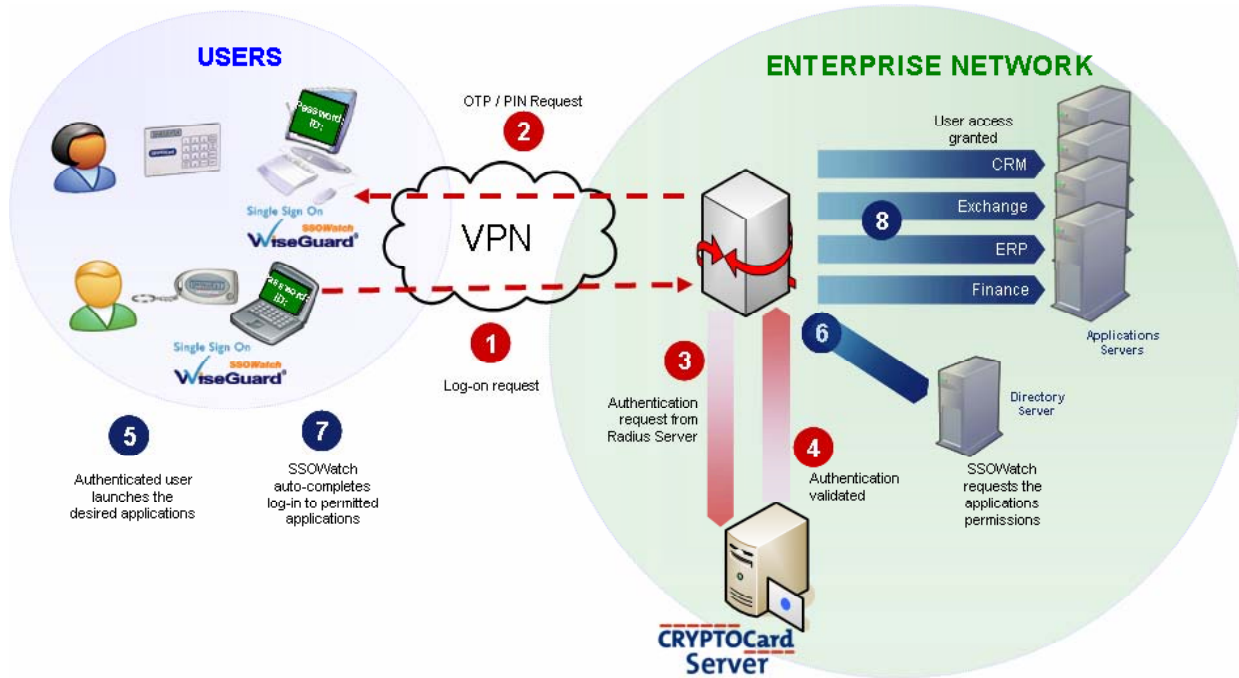 USERS
ENTERPRISE NETWORK
OTP / PIN Request
2
Password:
ID:
Single Sign On
SSOWatch
WiseGuard®
VPN
Password:
ID:
Single Sign On
SSOWatch
WiseGuard®
1
Log-on request
User access
granted
CRM
Exchange
8
ERP
Finance
Applications
Servers
6
3
Authentication
request from
Radius Server
4
Authentication
validated
Directory
Server
SSOWatch
requests the
applications
permissions
5
Authenticated user
launches the
desired applications
7
SSOWatch
auto-completes
log-in to permitted
applications
CRYPTOCard
Server